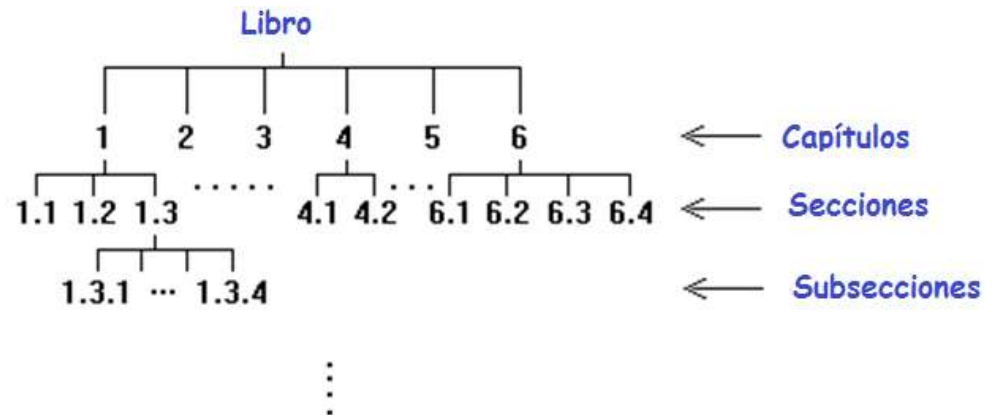 Libro
1 2 3 4 5 6 Capítulos
1.1 1.2 1.3 ..... 4.1 4.2 ... 6.1 6.2 6.3 6.4 Secciones
1.3.1 ... 1.3.4 Subsecciones